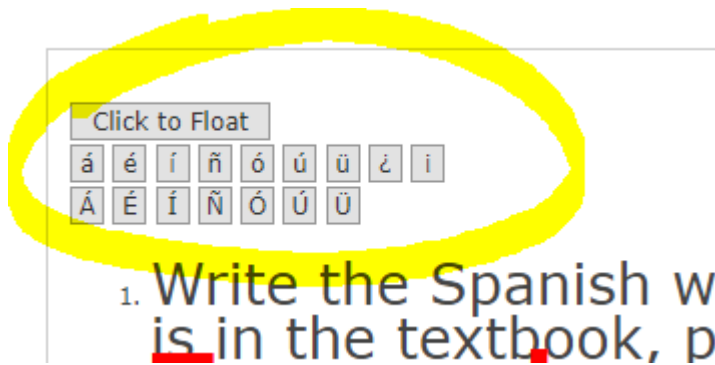 Click to Float
á é í ñ ó ú ü ¿ ¡
Á É Í Ñ Ó Ú Ü
1. Write the Spanish w
is in the textbook, p